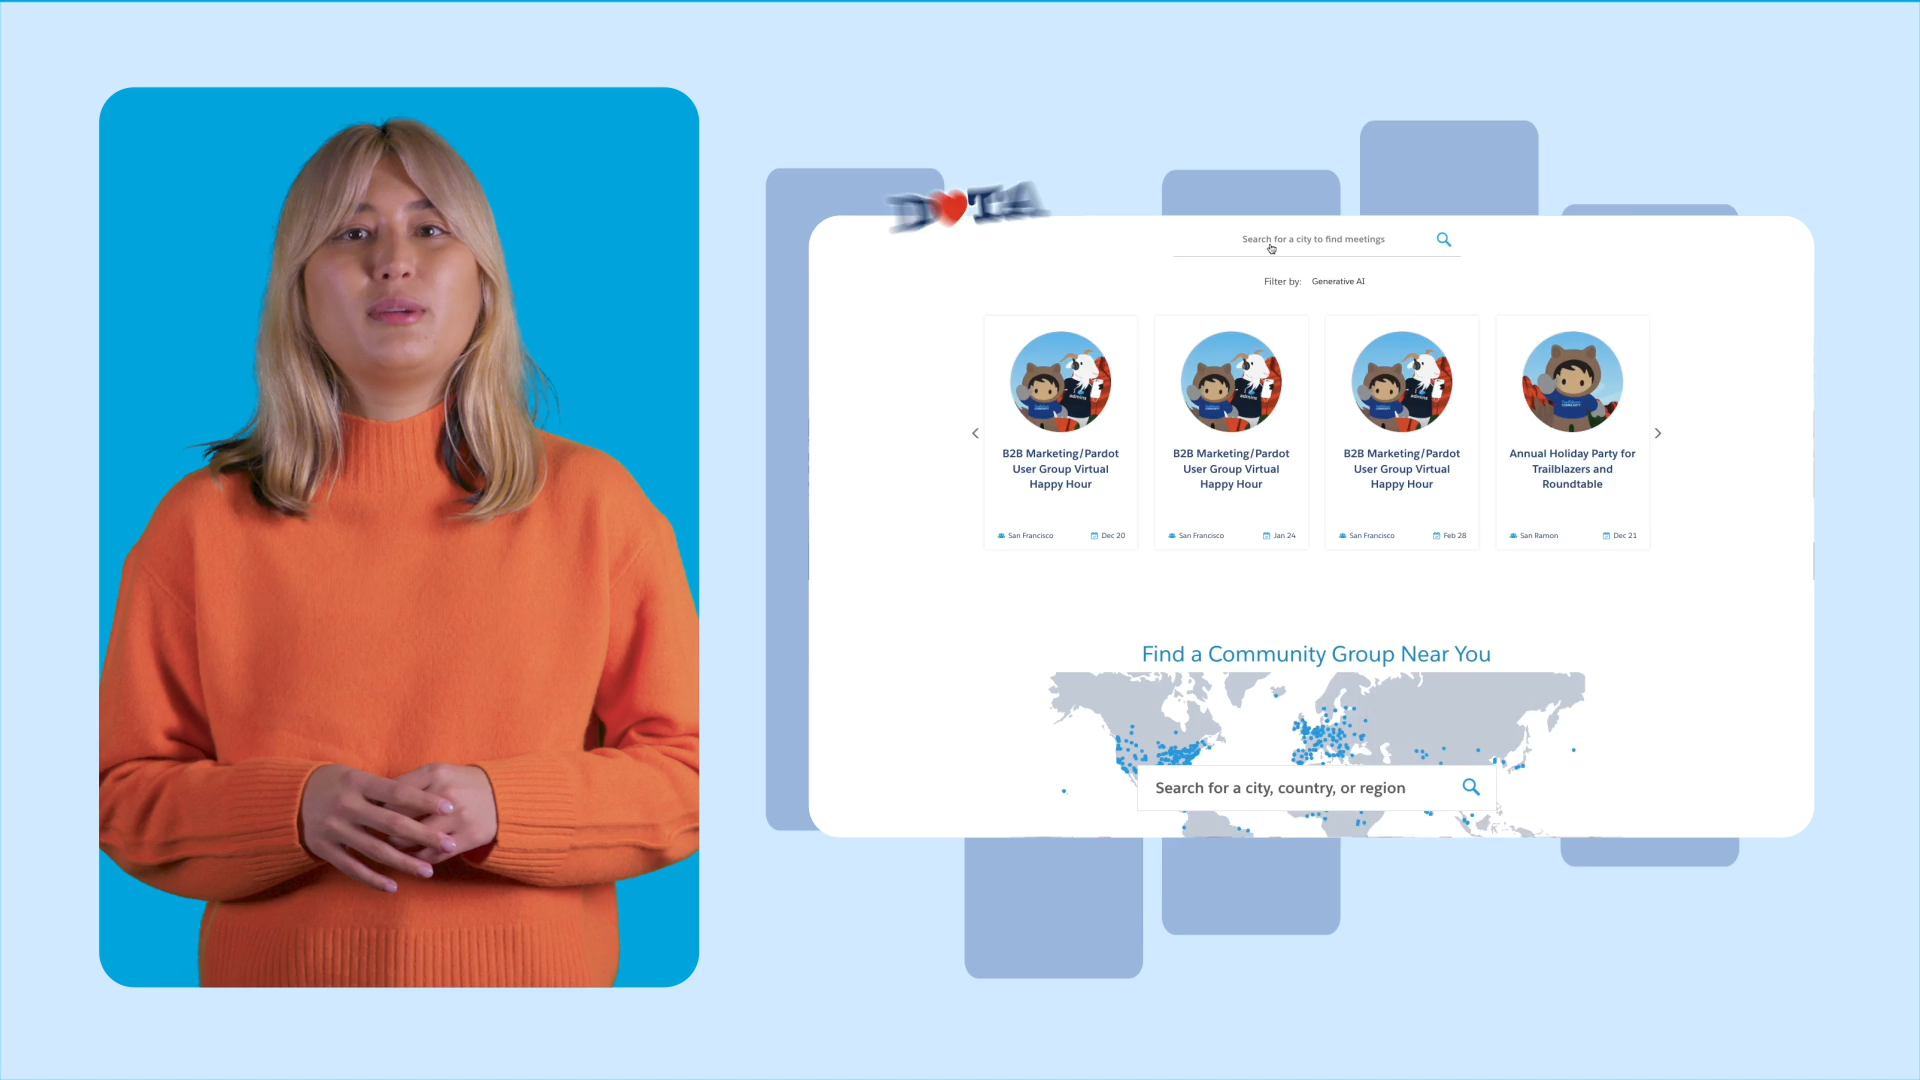 D❤TA
Search for a city to find meetings
Filter by: Generative AI
B2B Marketing/Pardot
User Group Virtual
Happy Hour
San Francisco Dec 20
B2B Marketing/Pardot
User Group Virtual
Happy Hour
San Francisco Jan 24
B2B Marketing/Pardot
User Group Virtual
Happy Hour
San Francisco Feb 28
Annual Holiday Party for
Trailblazers and
Roundtable
San Ramon Dec 21
Find a Community Group Near You
Search for a city, country, or region